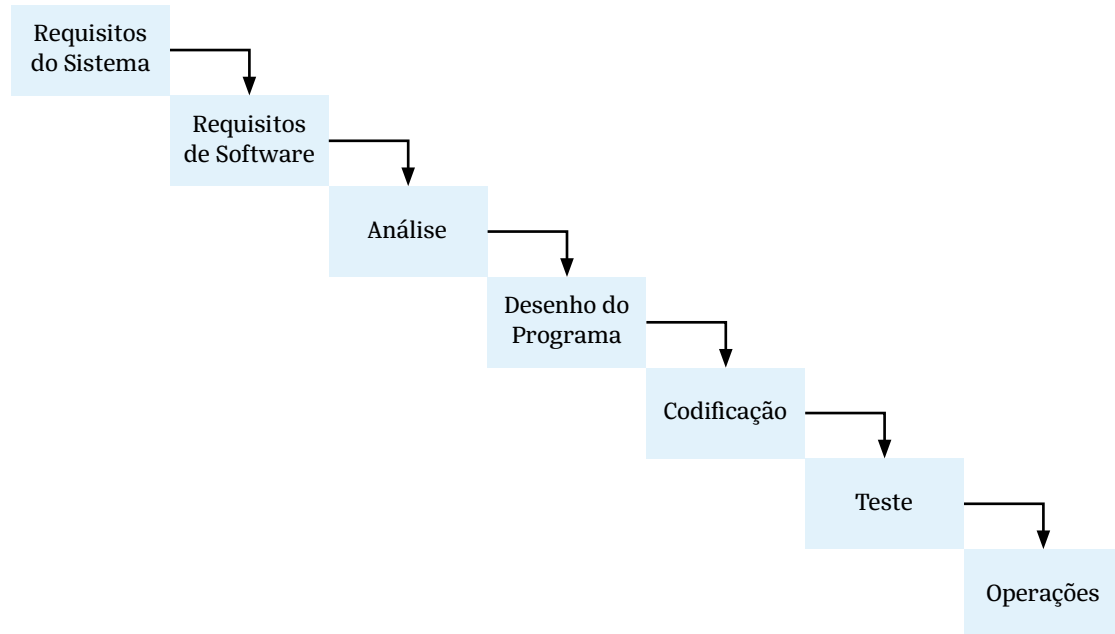 Requisitos
do Sistema
Requisitos
de Software
Análise
Desenho do
Programa
Codificação
Teste
Operações